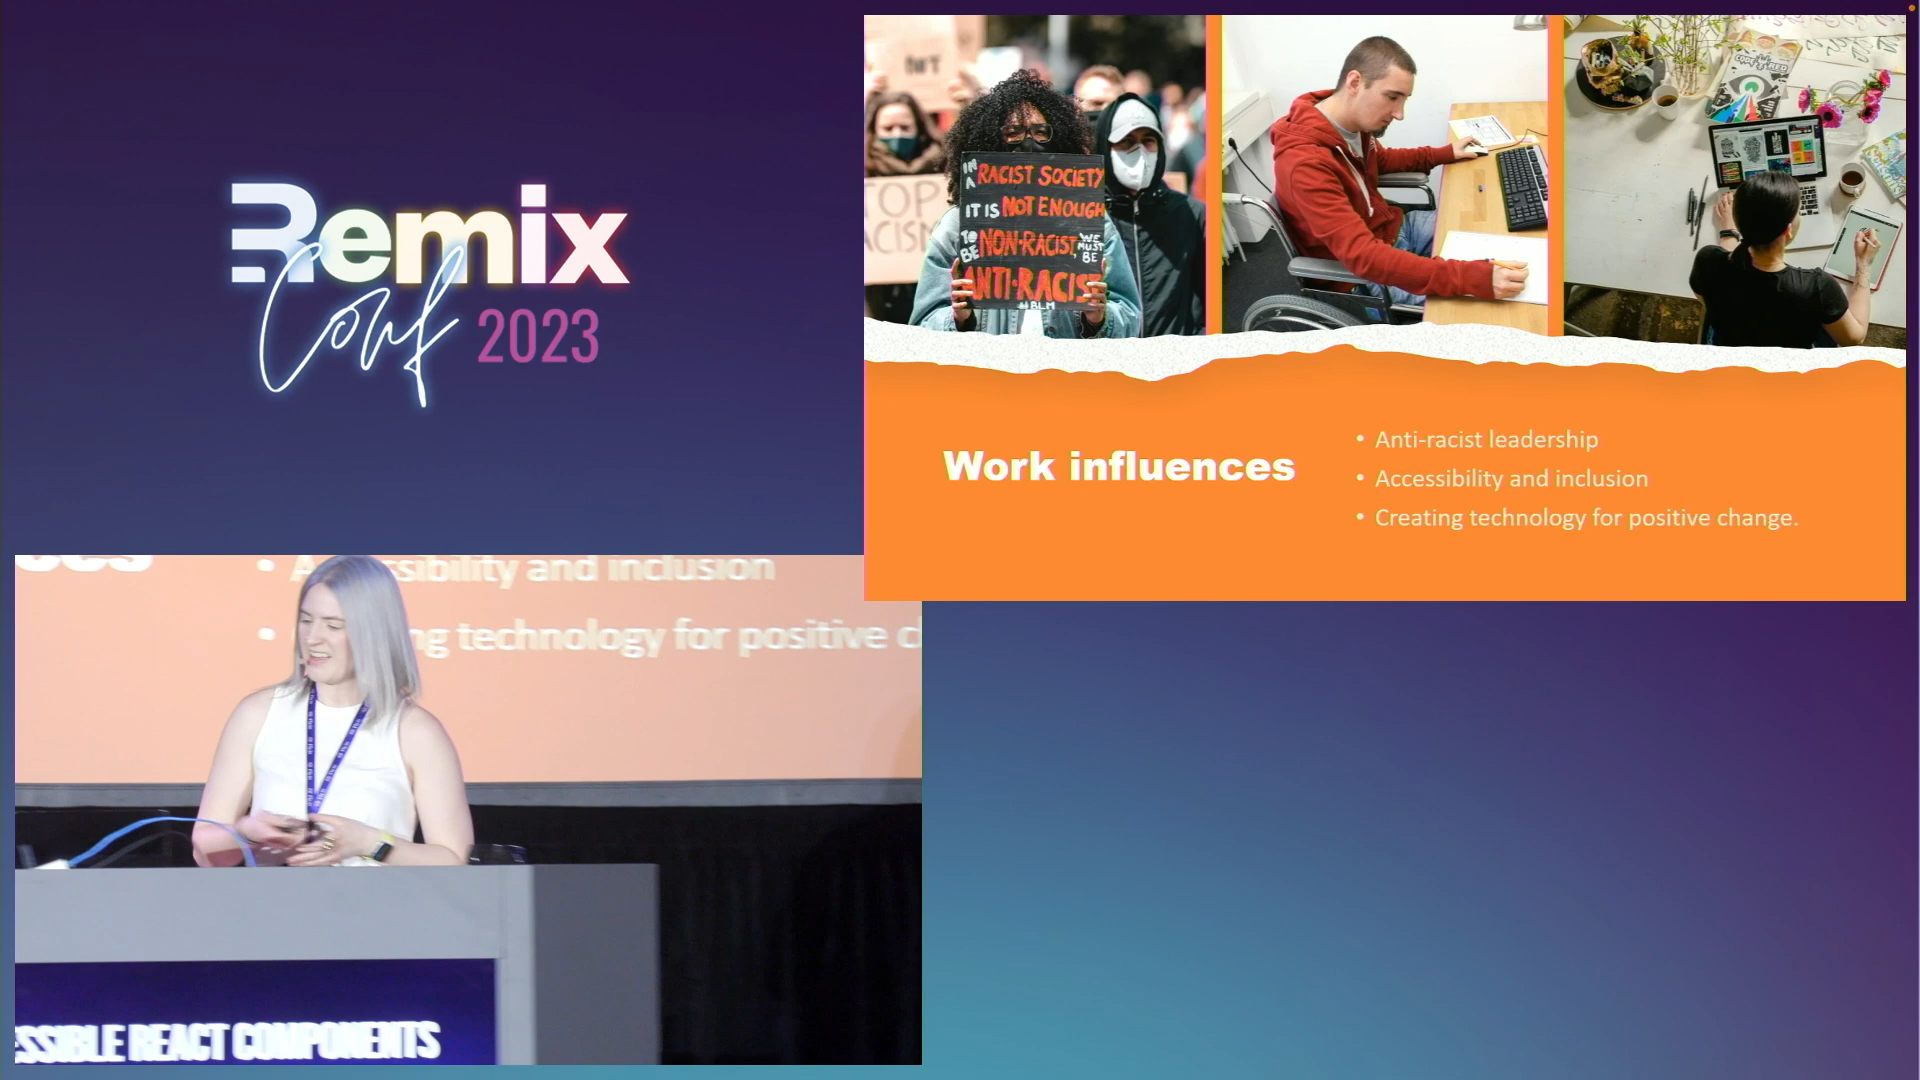 Remix
Conf 2023
IN A RACIST SOCIETY
IT IS NOT ENOUGH
TO BE NON-RACIST, WE MUST BE
ANTI-RACIST
#BLM
Work influences
• Anti-racist leadership
• Accessibility and inclusion
• Creating technology for positive change.
and inclusion
technology for positive
REACT COMPONENTS